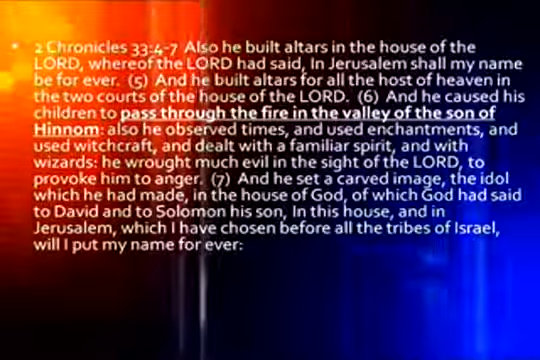 • 2 Chronicles 33:4-7 Also he built altars in the house of the
LORD, whereof the LORD had said, In Jerusalem shall my name
be for ever. (5) And he built altars for all the host of heaven in
the two courts of the house of the LORD. (6) And he caused his
children to pass through the fire in the valley of the son of
Hinnom: also he observed times, and used enchantments, and
used witchcraft, and dealt with a familiar spirit, and with
wizards: he wrought much evil in the sight of the LORD, to
provoke him to anger. (7) And he set a carved image, the idol
which he had made, in the house of God, of which God had said
to David and to Solomon his son, In this house, and in
Jerusalem, which I have chosen before all the tribes of Israel,
will I put my name for ever: